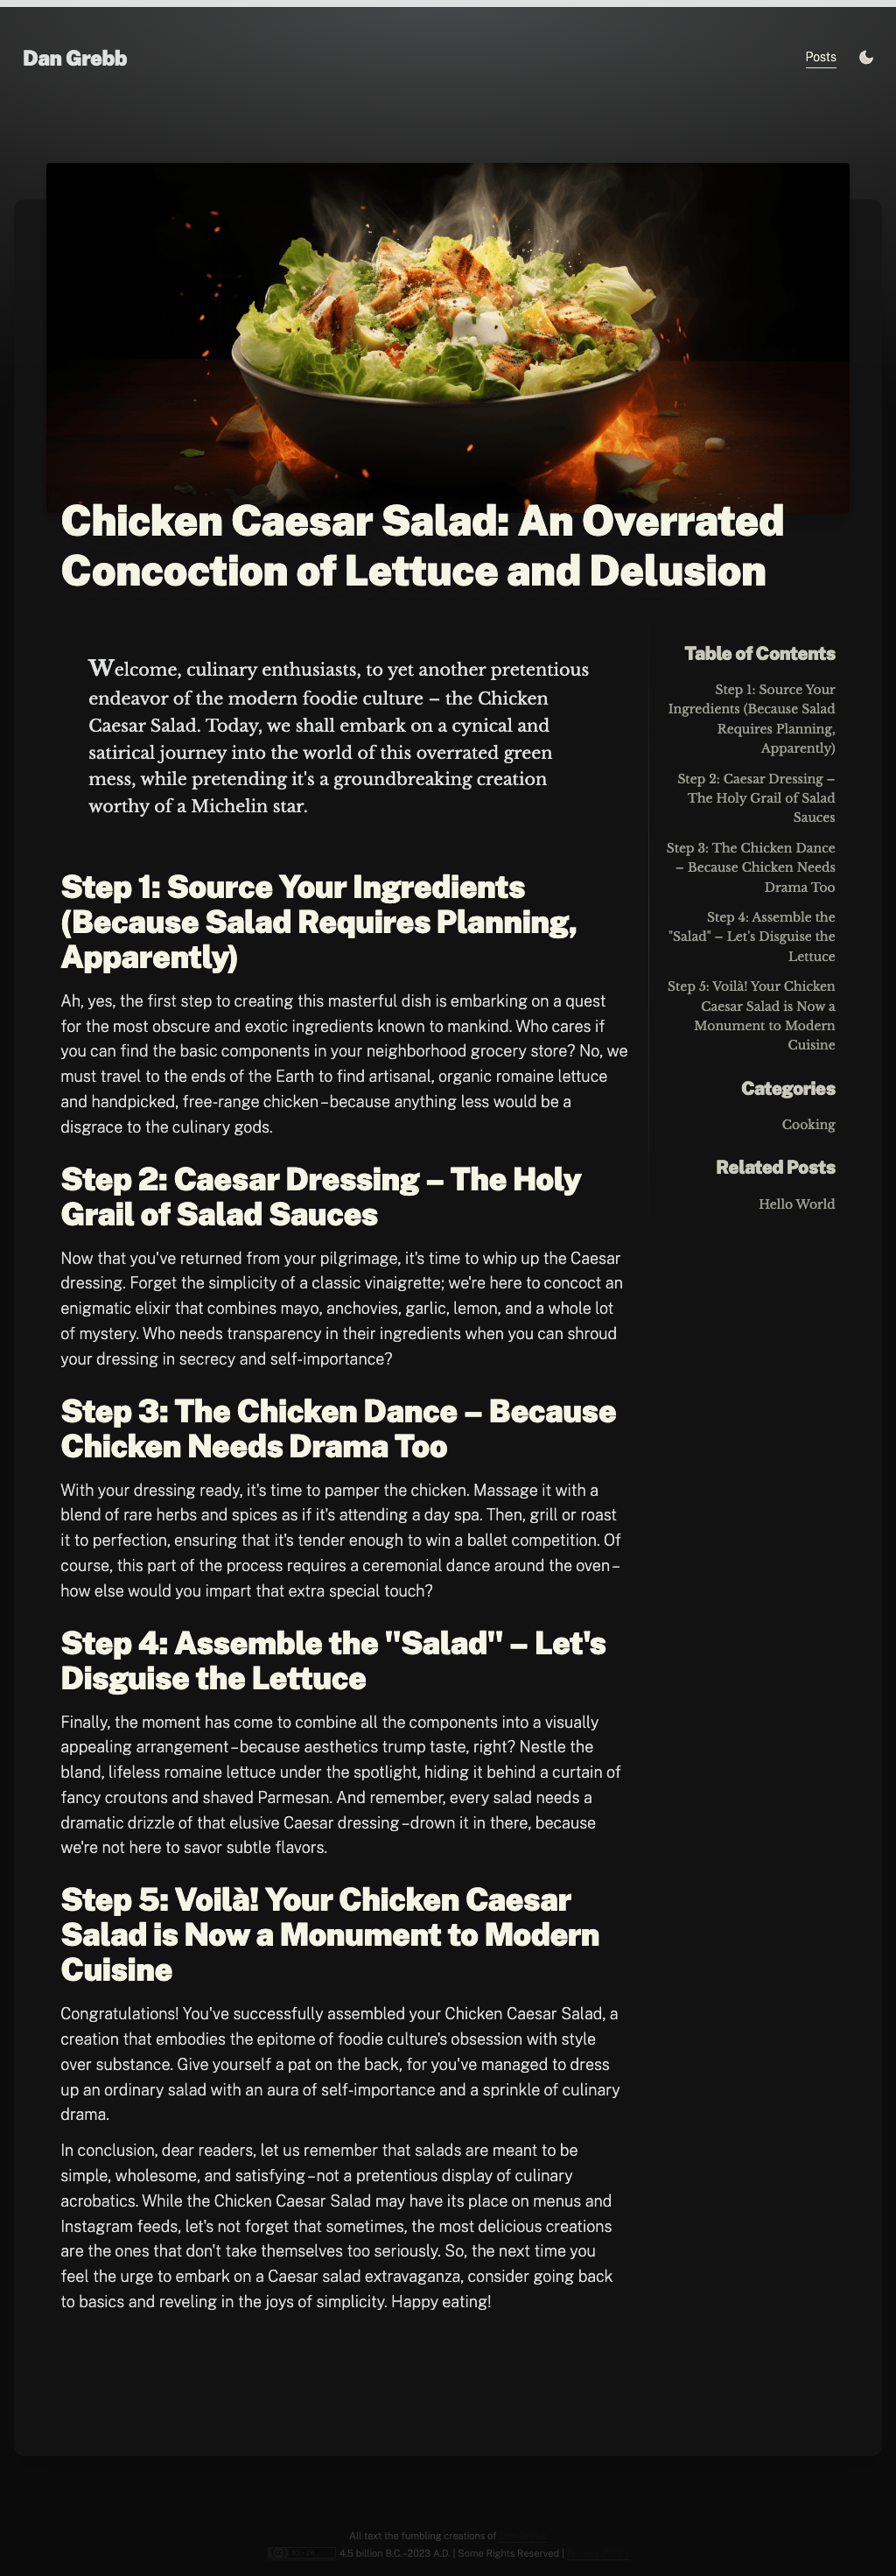 Dan Grebb
Posts
Chicken Caesar Salad: An Overrated
Concoction of Lettuce and Delusion
Welcome, culinary enthusiasts, to yet another pretentious
endeavor of the modern foodie culture – the Chicken
Caesar Salad. Today, we shall embark on a cynical and
satirical journey into the world of this overrated green
mess, while pretending it's a groundbreaking creation
worthy of a Michelin star.
Step 1: Source Your Ingredients
(Because Salad Requires Planning,
Apparently)
Ah, yes, the first step to creating this masterful dish is embarking on a quest
for the most obscure and exotic ingredients known to mankind. Who cares if
you can find the basic components in your neighborhood grocery store? No, we
must travel to the ends of the Earth to find artisanal, organic romaine lettuce
and handpicked, free-range chicken – because anything less would be a
disgrace to the culinary gods.
Step 2: Caesar Dressing – The Holy
Grail of Salad Sauces
Now that you've returned from your pilgrimage, it's time to whip up the Caesar
dressing. Forget the simplicity of a classic vinaigrette; we're here to concoct an
enigmatic elixir that combines mayo, anchovies, garlic, lemon, and a whole lot
of mystery. Who needs transparency in their ingredients when you can shroud
your dressing in secrecy and self-importance?
Step 3: The Chicken Dance – Because
Chicken Needs Drama Too
With your dressing ready, it's time to pamper the chicken. Massage it with a
blend of rare herbs and spices as if it's attending a day spa. Then, grill or roast
it to perfection, ensuring that it's tender enough to win a ballet competition. Of
course, this part of the process requires a ceremonial dance around the oven –
how else would you impart that extra special touch?
Step 4: Assemble the "Salad" – Let's
Disguise the Lettuce
Finally, the moment has come to combine all the components into a visually
appealing arrangement – because aesthetics trump taste, right? Nestle the
bland, lifeless romaine lettuce under the spotlight, hiding it behind a curtain of
fancy croutons and shaved Parmesan. And remember, every salad needs a
dramatic drizzle of that elusive Caesar dressing – drown it in there, because
we're not here to savor subtle flavors.
Step 5: Voilà! Your Chicken Caesar
Salad is Now a Monument to Modern
Cuisine
Congratulations! You've successfully assembled your Chicken Caesar Salad, a
creation that embodies the epitome of foodie culture's obsession with style
over substance. Give yourself a pat on the back, for you've managed to dress
up an ordinary salad with an aura of self-importance and a sprinkle of culinary
drama.
In conclusion, dear readers, let us remember that salads are meant to be
simple, wholesome, and satisfying – not a pretentious display of culinary
acrobatics. While the Chicken Caesar Salad may have its place on menus and
Instagram feeds, let's not forget that sometimes, the most delicious creations
are the ones that don't take themselves too seriously. So, the next time you
feel the urge to embark on a Caesar salad extravaganza, consider going back
to basics and reveling in the joys of simplicity. Happy eating!
Table of Contents
Step 1: Source Your
Ingredients (Because Salad
Requires Planning,
Apparently)
Step 2: Caesar Dressing –
The Holy Grail of Salad
Sauces
Step 3: The Chicken Dance
– Because Chicken Needs
Drama Too
Step 4: Assemble the
"Salad" – Let's Disguise the
Lettuce
Step 5: Voilà! Your Chicken
Caesar Salad is Now a
Monument to Modern
Cuisine
Categories
Cooking
Related Posts
Hello World
All text the fumbling creations of
4.5 billion B.C.–2023 A.D. | Some Rights Reserved |